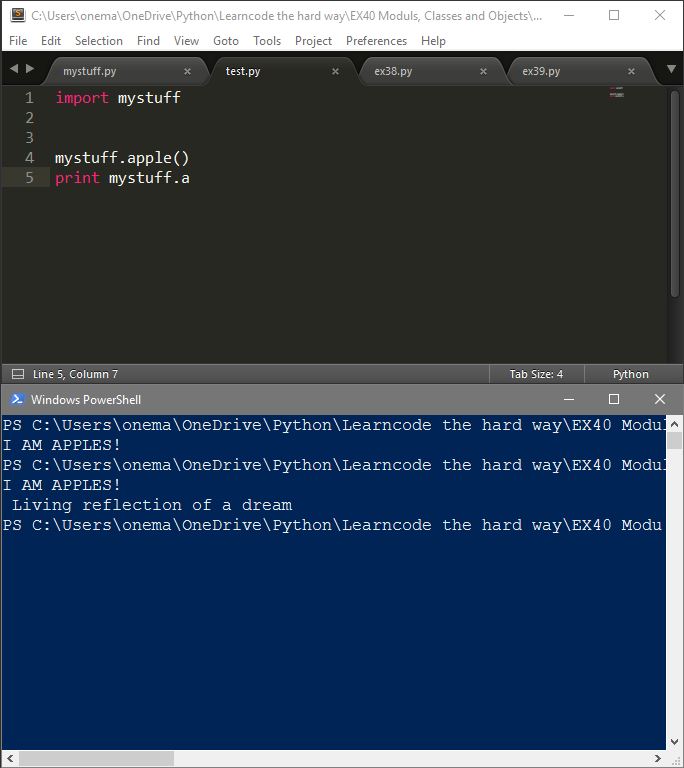 C:\Users\onema\OneDrive\Python\Learncode the hard way\EX40 Moduls, Classes and Objects\...
File Edit Selection Find View Goto Tools Project Preferences Help
mystuff.py test.py ex38.py ex39.py
1 import mystuff
2
3
4 mystuff.apple()
5 print mystuff.a
Line 5, Column 7 Tab Size: 4 Python
Windows PowerShell
PS C:\Users\onema\OneDrive\Python\Learncode the hard way\EX40 Modul
I AM APPLES!
PS C:\Users\onema\OneDrive\Python\Learncode the hard way\EX40 Modul
I AM APPLES!
Living reflection of a dream
PS C:\Users\onema\OneDrive\Python\Learncode the hard way\EX40 Modu